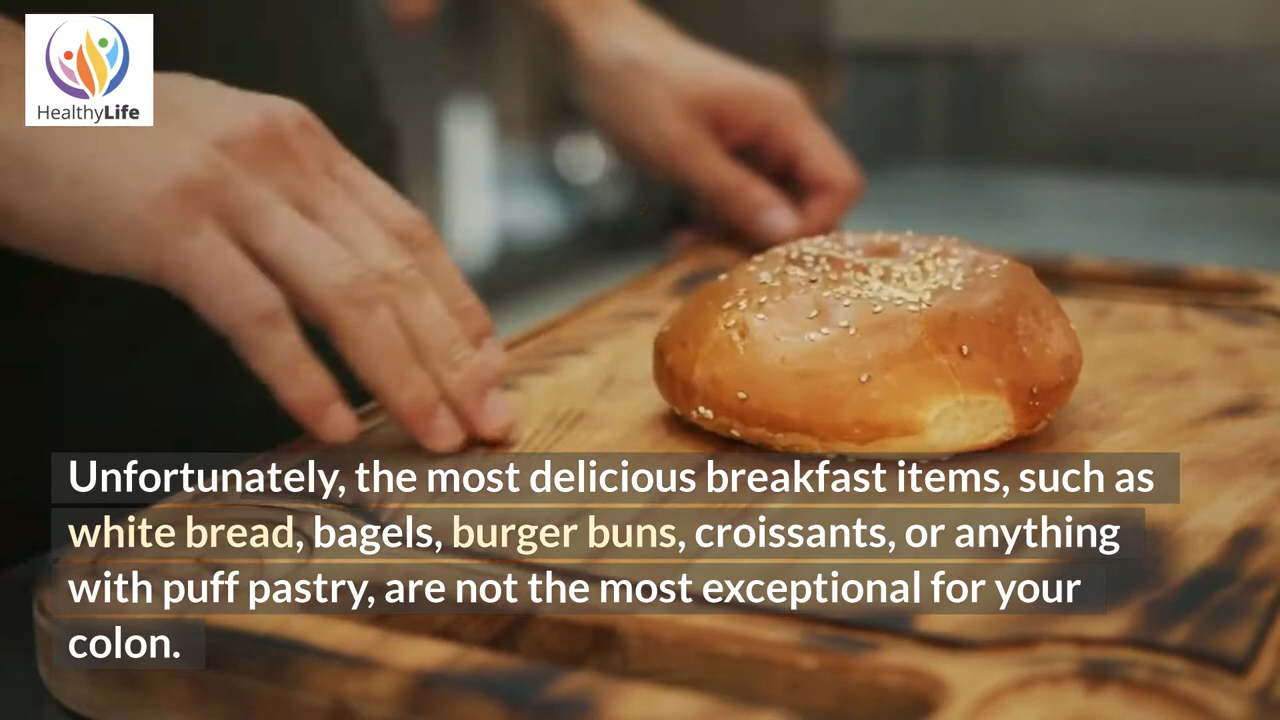 HealthyLife
Unfortunately, the most delicious breakfast items, such as
white bread, bagels, burger buns, croissants, or anything
with puff pastry, are not the most exceptional for your
colon.